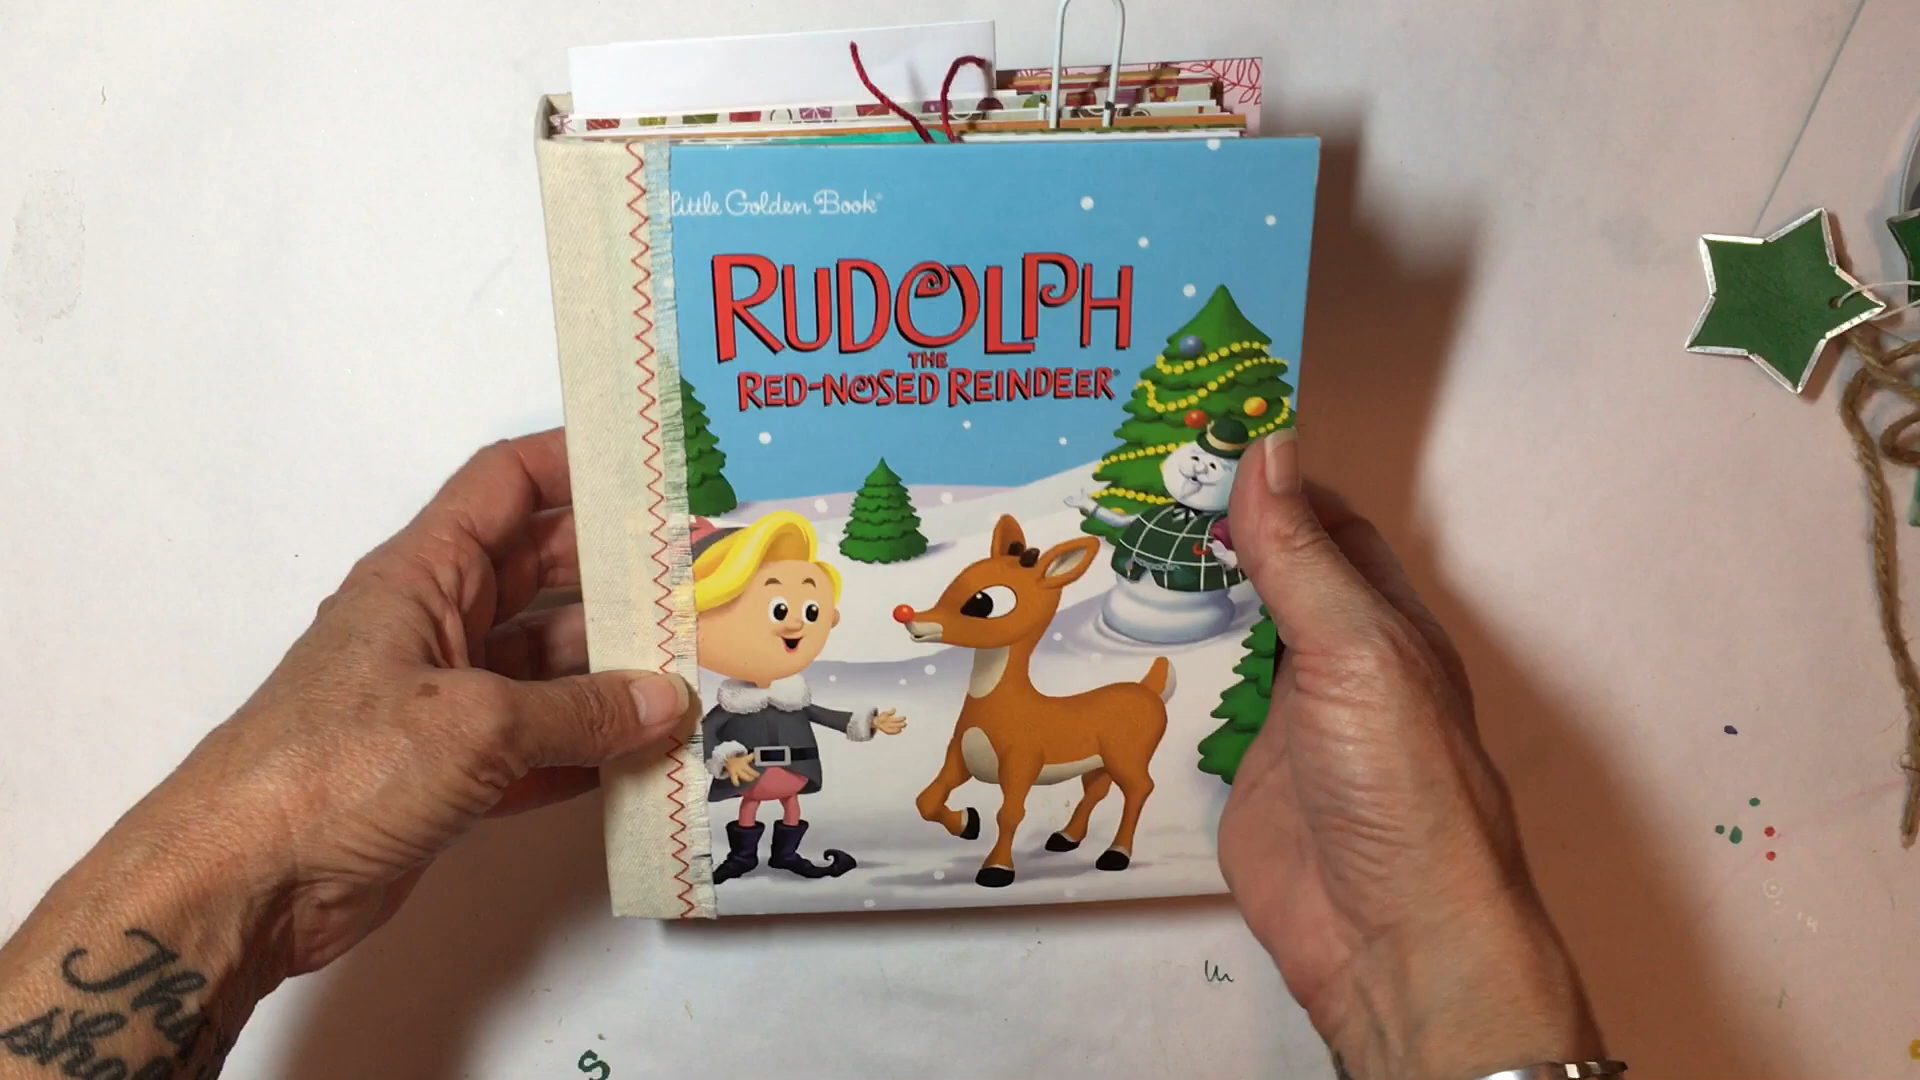 Little Golden Book®
RUDOLPH
THE
RED-NOSED REINDEER®
S